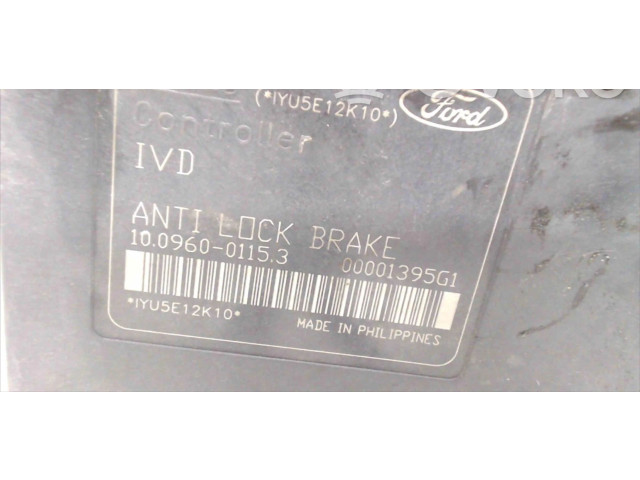 (*IYU5E12K10*)
Ford
Controller
IVD
ANTI LOCK BRAKE
10.0960-0115.3 00001395G1
*IYU5E12K10*
MADE IN PHILIPPINES